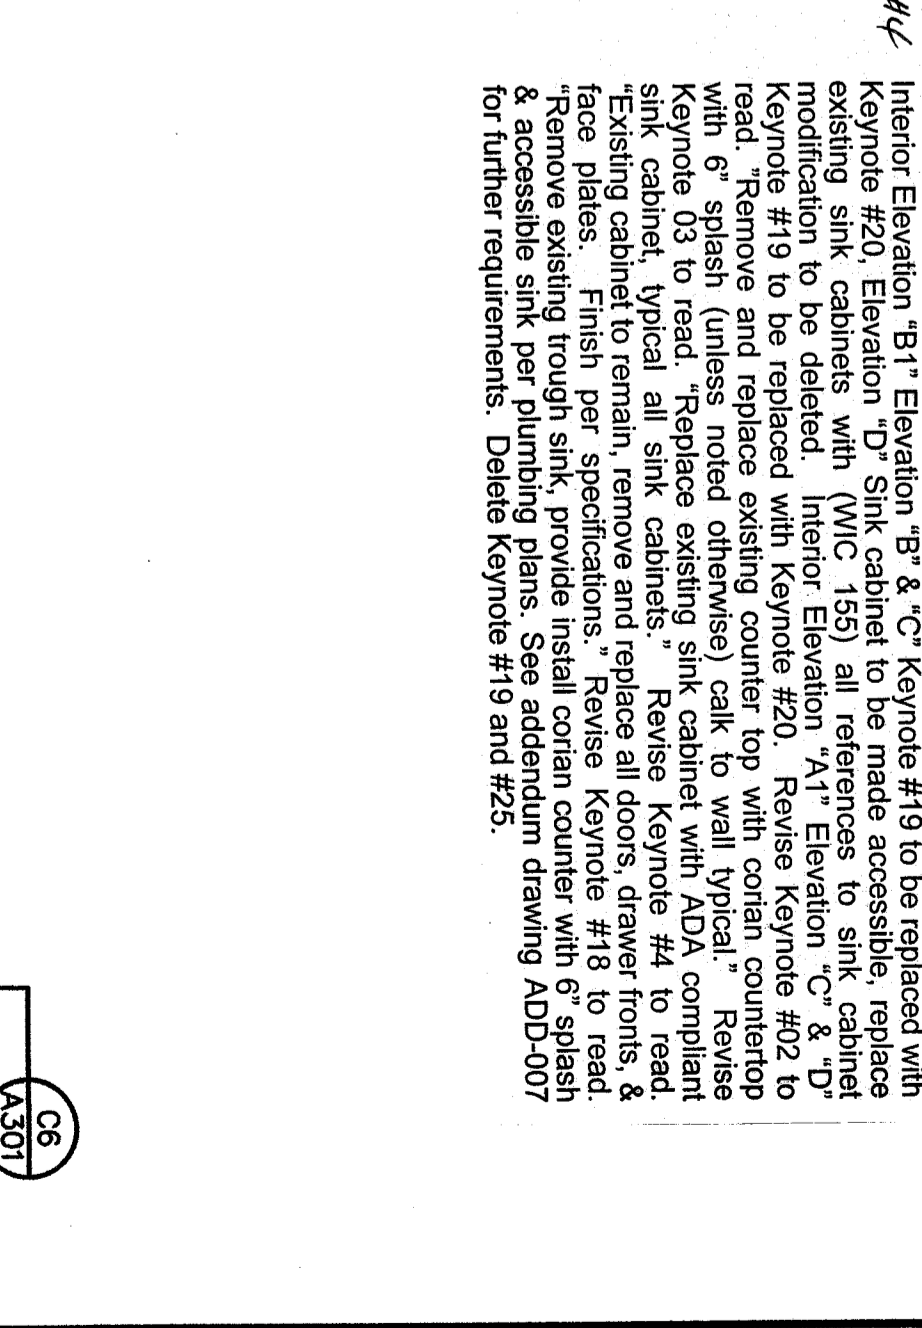 #4
Interior Elevation “B1” Elevation “B” & “C” Keynote #19 to be replaced with
Keynote #20, Elevation “D” Sink cabinet to be made accessible, replace
existing sink cabinets with (WIC 155) all references to sink cabinet
modification to be deleted. Interior Elevation “A1” Elevation “C” & “D”
Keynote #19 to be replaced with Keynote #20. Revise Keynote #02 to
read. ”Remove and replace existing counter top with corian countertop
with 6” splash (unless noted otherwise) calk to wall typical.” Revise
Keynote 03 to read. “Replace existing sink cabinet with ADA compliant
sink cabinet, typical all sink cabinets.” Revise Keynote #4 to read.
“Existing cabinet to remain, remove and replace all doors, drawer fronts, &
face plates. Finish per specifications.” Revise Keynote #18 to read.
“Remove existing trough sink, provide install corian counter with 6” splash
& accessible sink per plumbing plans. See addendum drawing ADD-007
for further requirements. Delete Keynote #19 and #25.
C6
A301